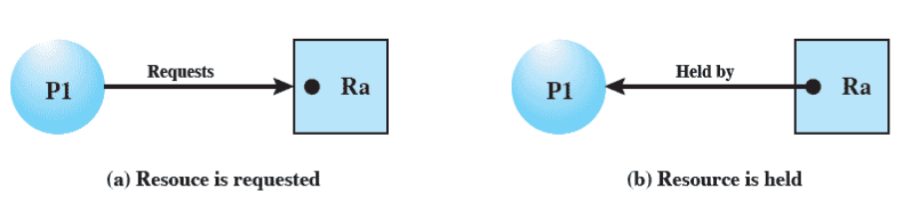 Requests
P1
Ra
(a) Resouce is requested
Held by
P1
Ra
(b) Resource is held